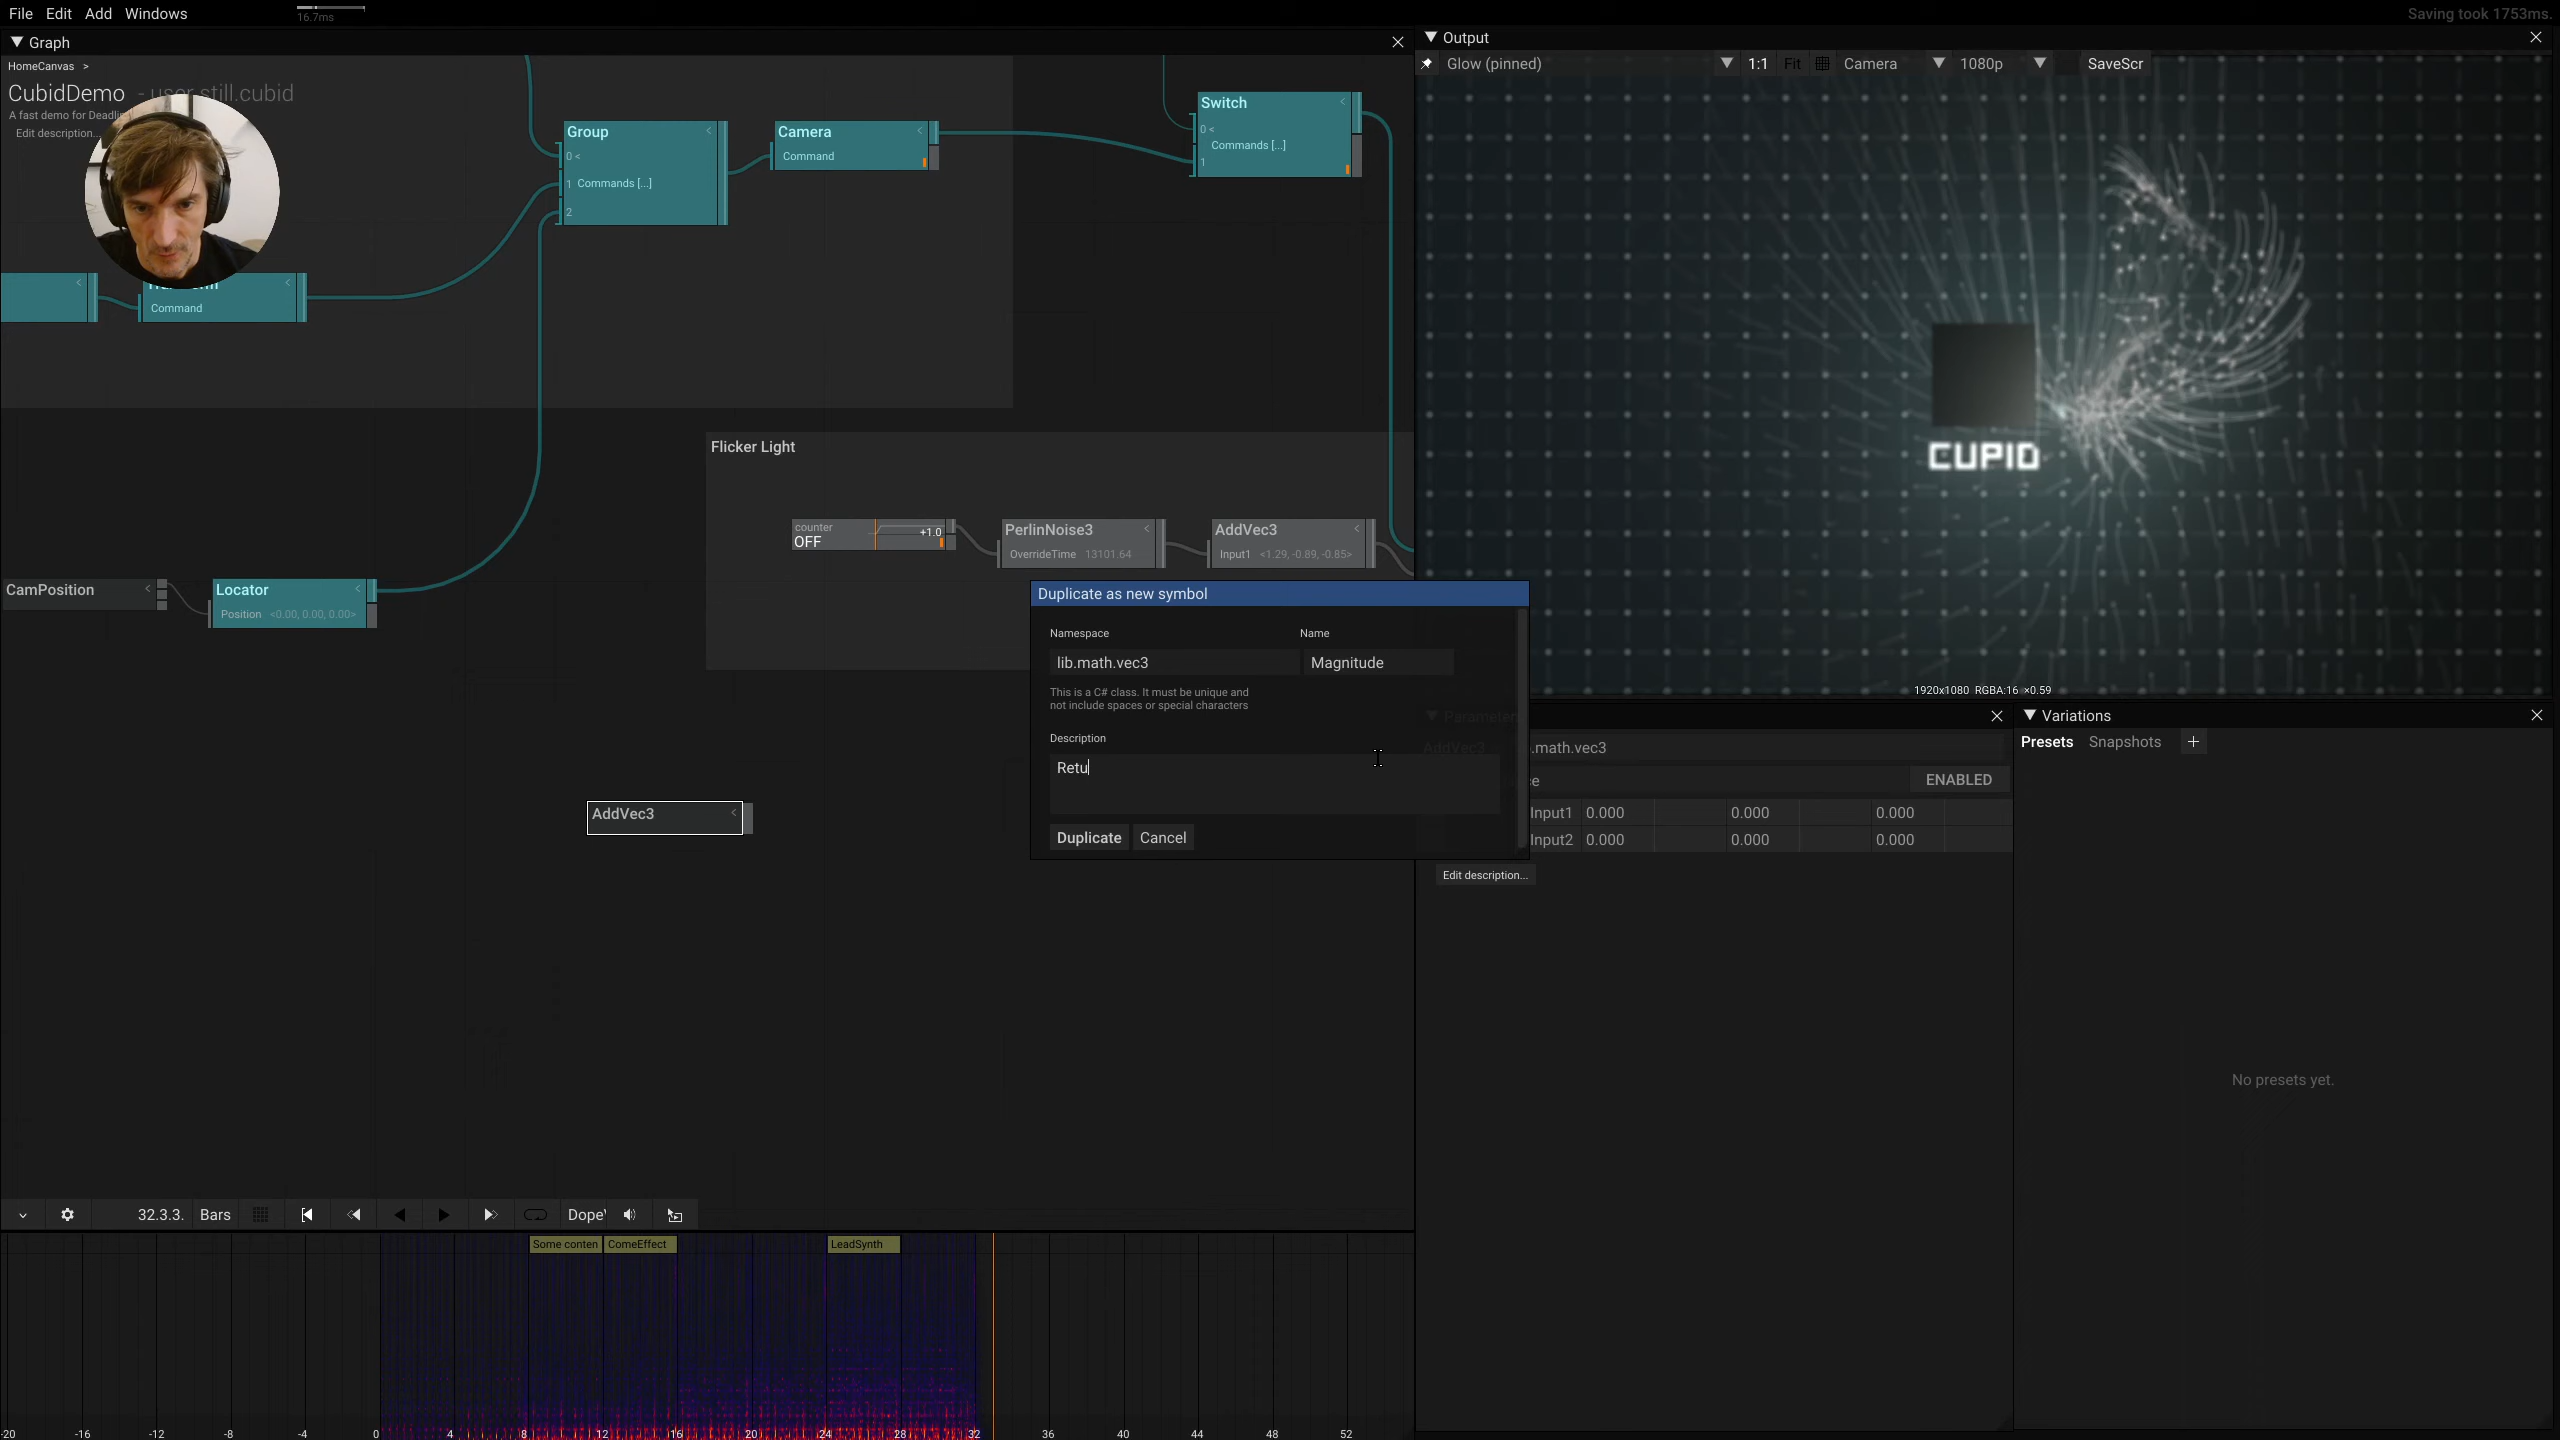 File Edit Add Windows
16.7ms
Saving took 1753ms.
Graph
HomeCanvas >
CubidDemo - user.still.cubid
A fast demo for Deadli
Edit description...
Group
0 <
1 Commands [...]
2
Camera
Command
Switch
0 <
Commands [...]
1
Command
Flicker Light
counter
OFF
+1.0
PerlinNoise3
OverrideTime 13101.64
AddVec3
Input1 <1.29, -0.89, -0.85>
CamPosition
Locator
Position <0.00, 0.00, 0.00>
AddVec3
Duplicate as new symbol
Namespace Name
lib.math.vec3 Magnitude
This is a C# class. It must be unique and
not include spaces or special characters
Description
Retu
Duplicate Cancel
Output
Glow (pinned) 1:1 Fit Camera 1080p SaveScr
CUPID
1920x1080 RGBA:16 ×0.59
Parameter
AddVec3 .math.vec3
ce ENABLED
Input1 0.000 0.000 0.000
Input2 0.000 0.000 0.000
Edit description...
Variations
Presets Snapshots +
No presets yet.
32.3.3. Bars
Some conten ComeEffect LeadSynth
-20 -16 -12 -8 -4 0 4 8 12 16 20 24 28 32 36 40 44 48 52